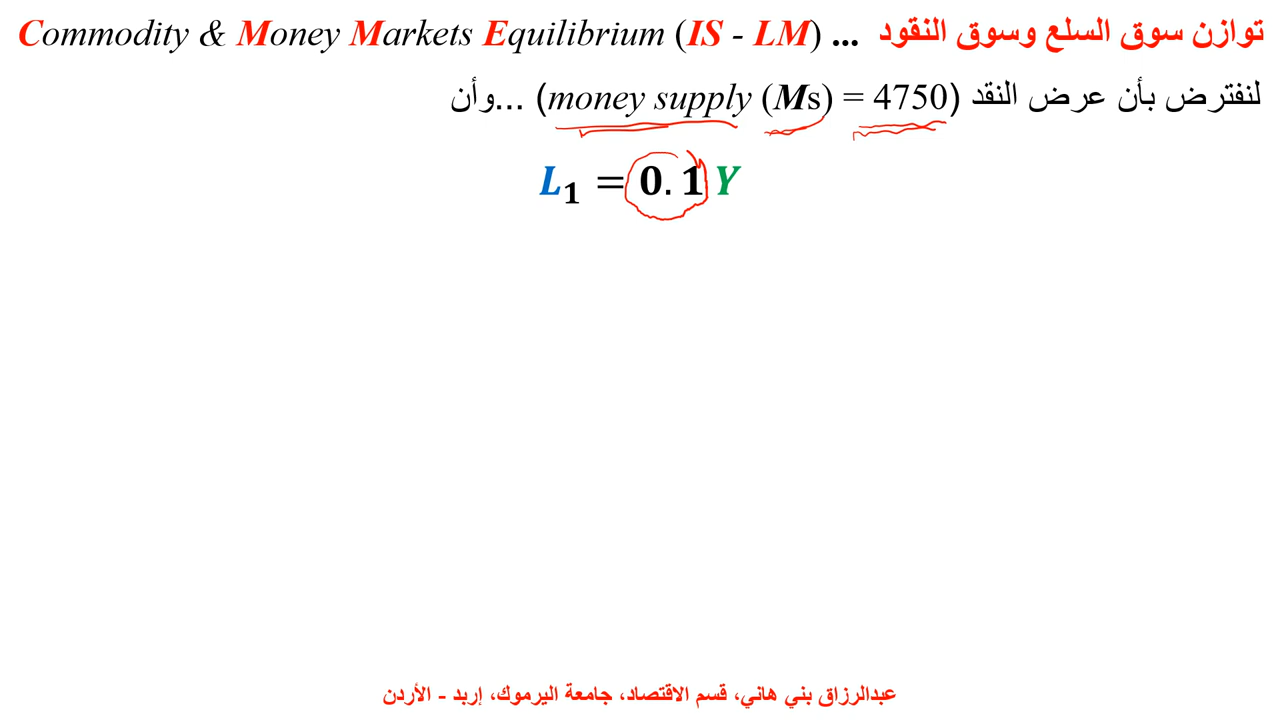 توازن سوق السلع وسوق النقود ... Commodity & Money Markets Equilibrium (IS - LM)
لنفترض بأن عرض النقد (money supply (Ms) = 4750) ...وأن
L₁ = 0.1 Y
عبدالرزاق بني هاني، قسم الاقتصاد، جامعة اليرموك، إربد - الأردن